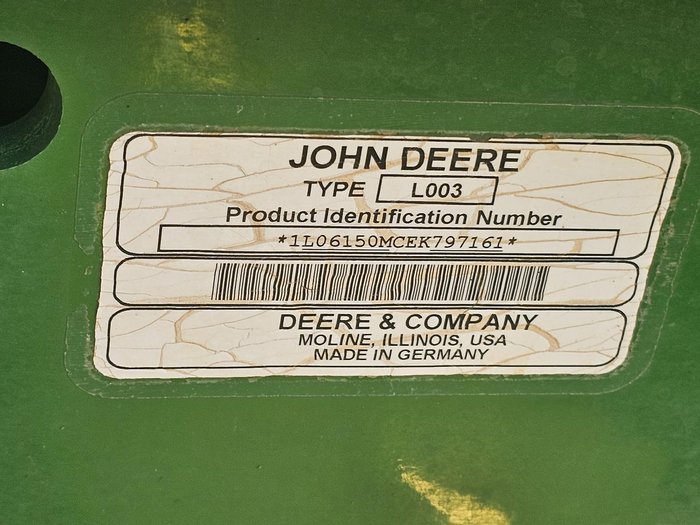 JOHN DEERE
TYPE L003
Product Identification Number
*1L06150MCEK797161*
DEERE & COMPANY
MOLINE, ILLINOIS, USA
MADE IN GERMANY